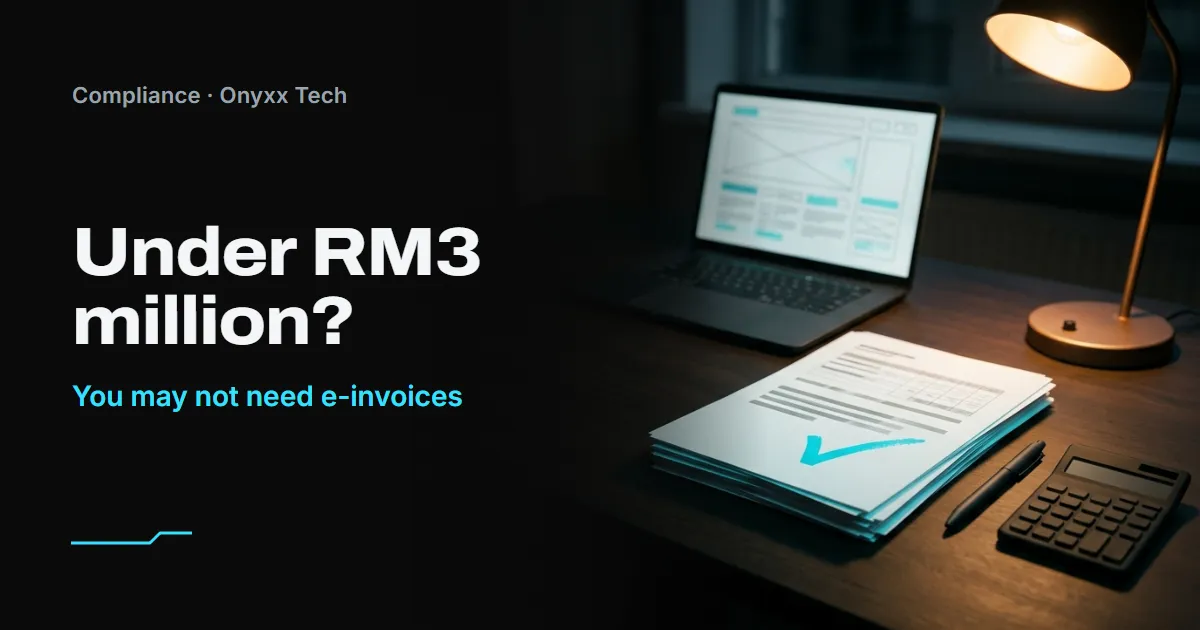 Compliance · Onyxx Tech
Under RM3
million?
You may not need e-invoices